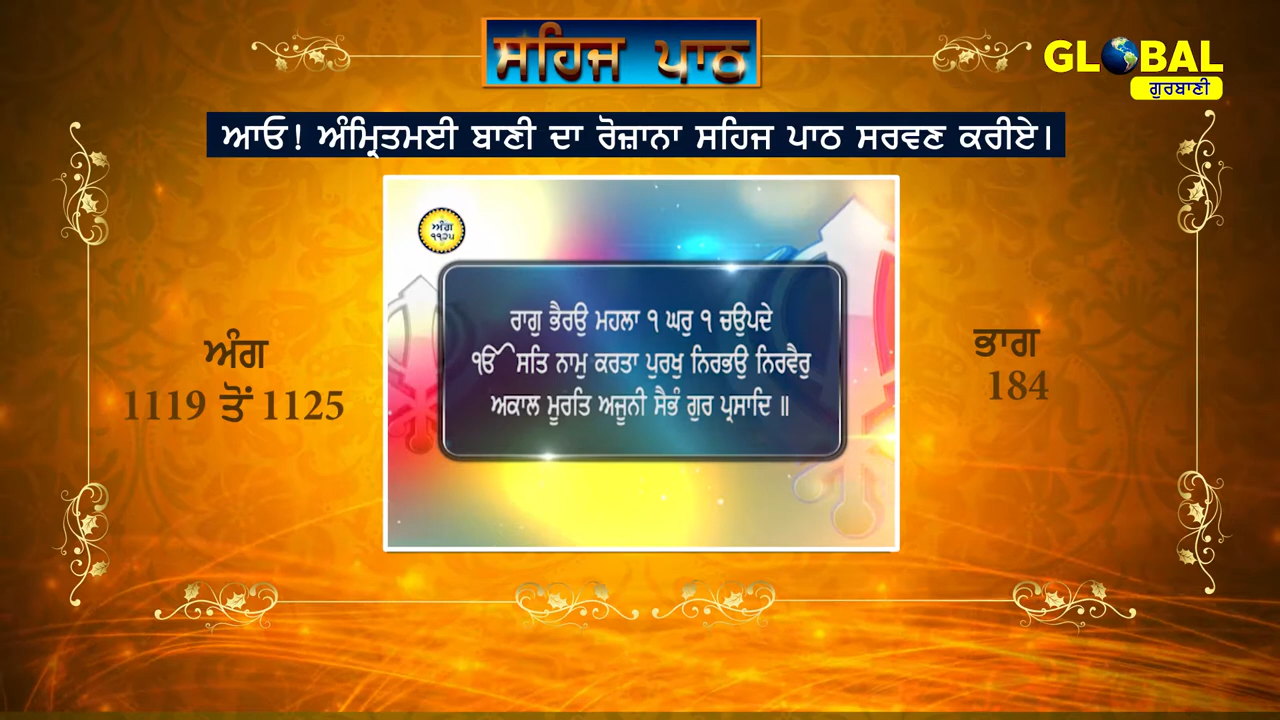 ਸਹਿਜ ਪਾਠ
GLOBAL
ਗੁਰਬਾਣੀ
ਆਓ! ਅੰਮ੍ਰਿਤਮਈ ਬਾਣੀ ਦਾ ਰੋਜ਼ਾਨਾ ਸਹਿਜ ਪਾਠ ਸਰਵਣ ਕਰੀਏ।
ਅੰਗ
੧੧੨੫
ਰਾਗੁ ਭੈਰਉ ਮਹਲਾ ੧ ਘਰੁ ੧ ਚਉਪਦੇ
ੴ ਸਤਿ ਨਾਮੁ ਕਰਤਾ ਪੁਰਖੁ ਨਿਰਭਉ ਨਿਰਵੈਰੁ
ਅਕਾਲ ਮੂਰਤਿ ਅਜੂਨੀ ਸੈਭੰ ਗੁਰ ਪ੍ਰਸਾਦਿ ॥
ਅੰਗ
1119 ਤੋਂ 1125
ਭਾਗ
184